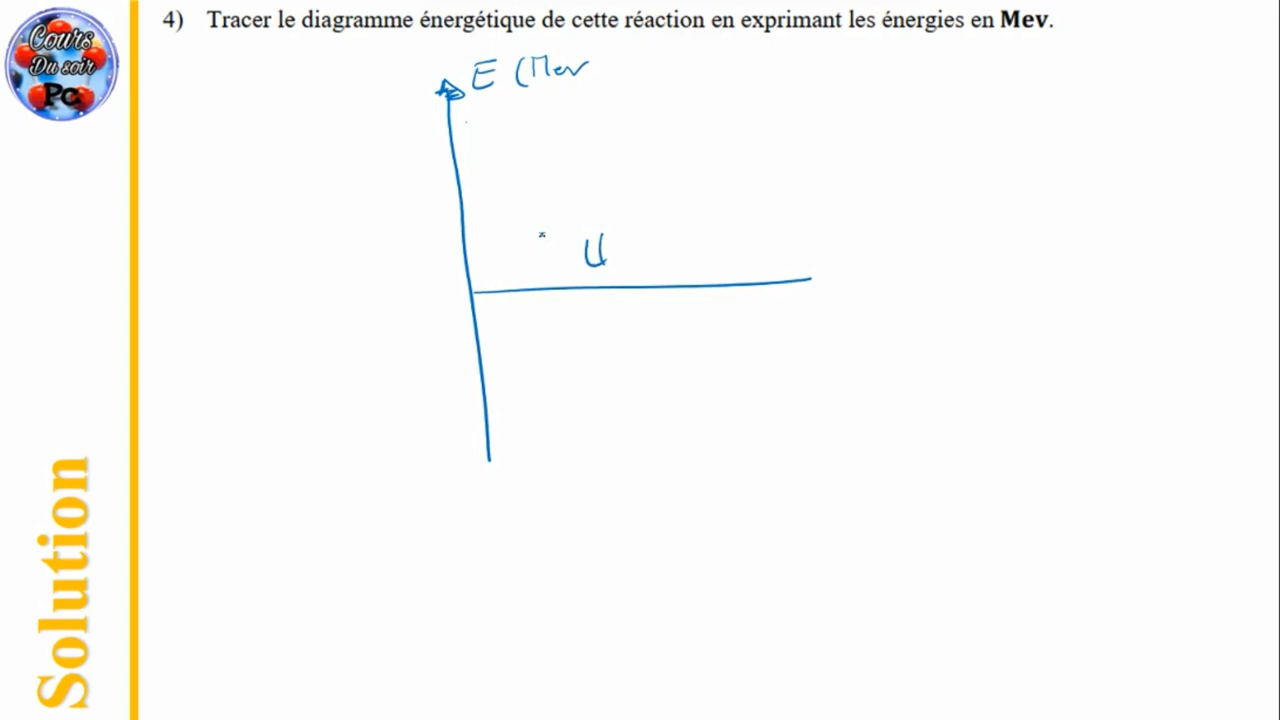 4) Tracer le diagramme énergétique de cette réaction en exprimant les énergies en Mev.
Cours
Du soir
PC
E (Mev
U
Solution